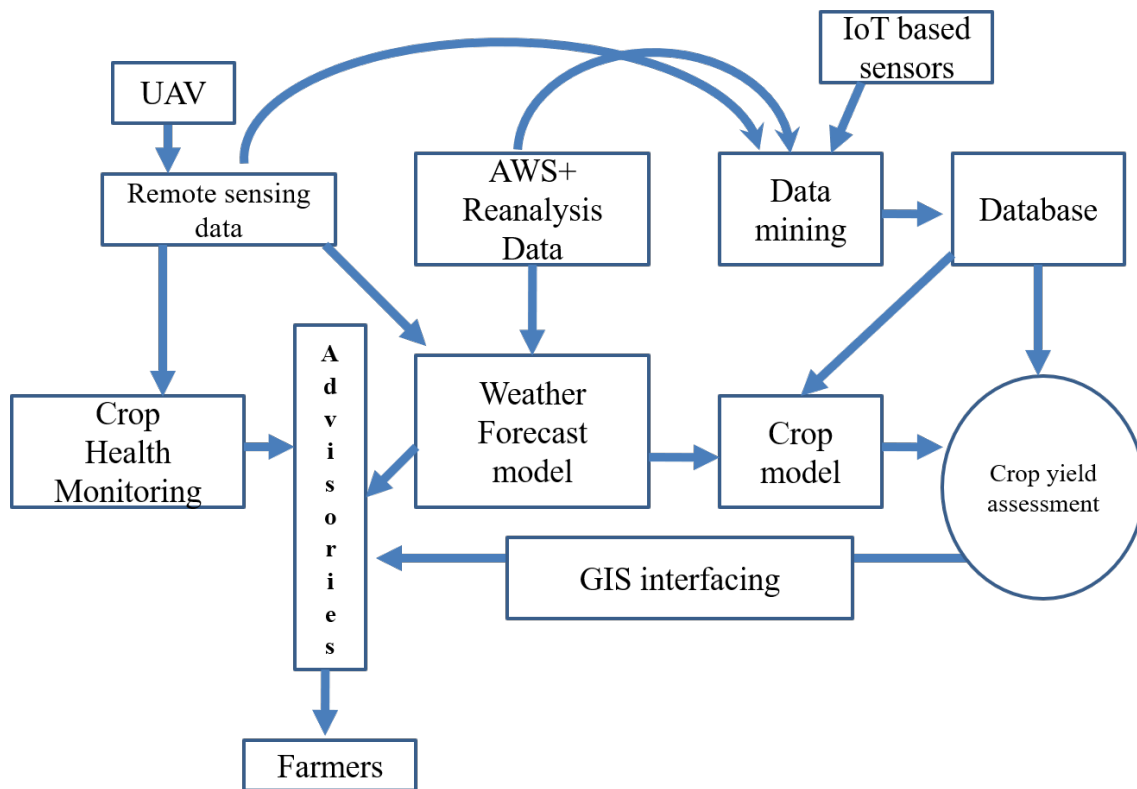 IoT based
sensors
UAV
Remote sensing
data
AWS+
Reanalysis
Data
Data
mining
Database
Crop
Health
Monitoring
Advisories
Weather
Forecast
model
Crop
model
Crop yield
assessment
GIS interfacing
Farmers